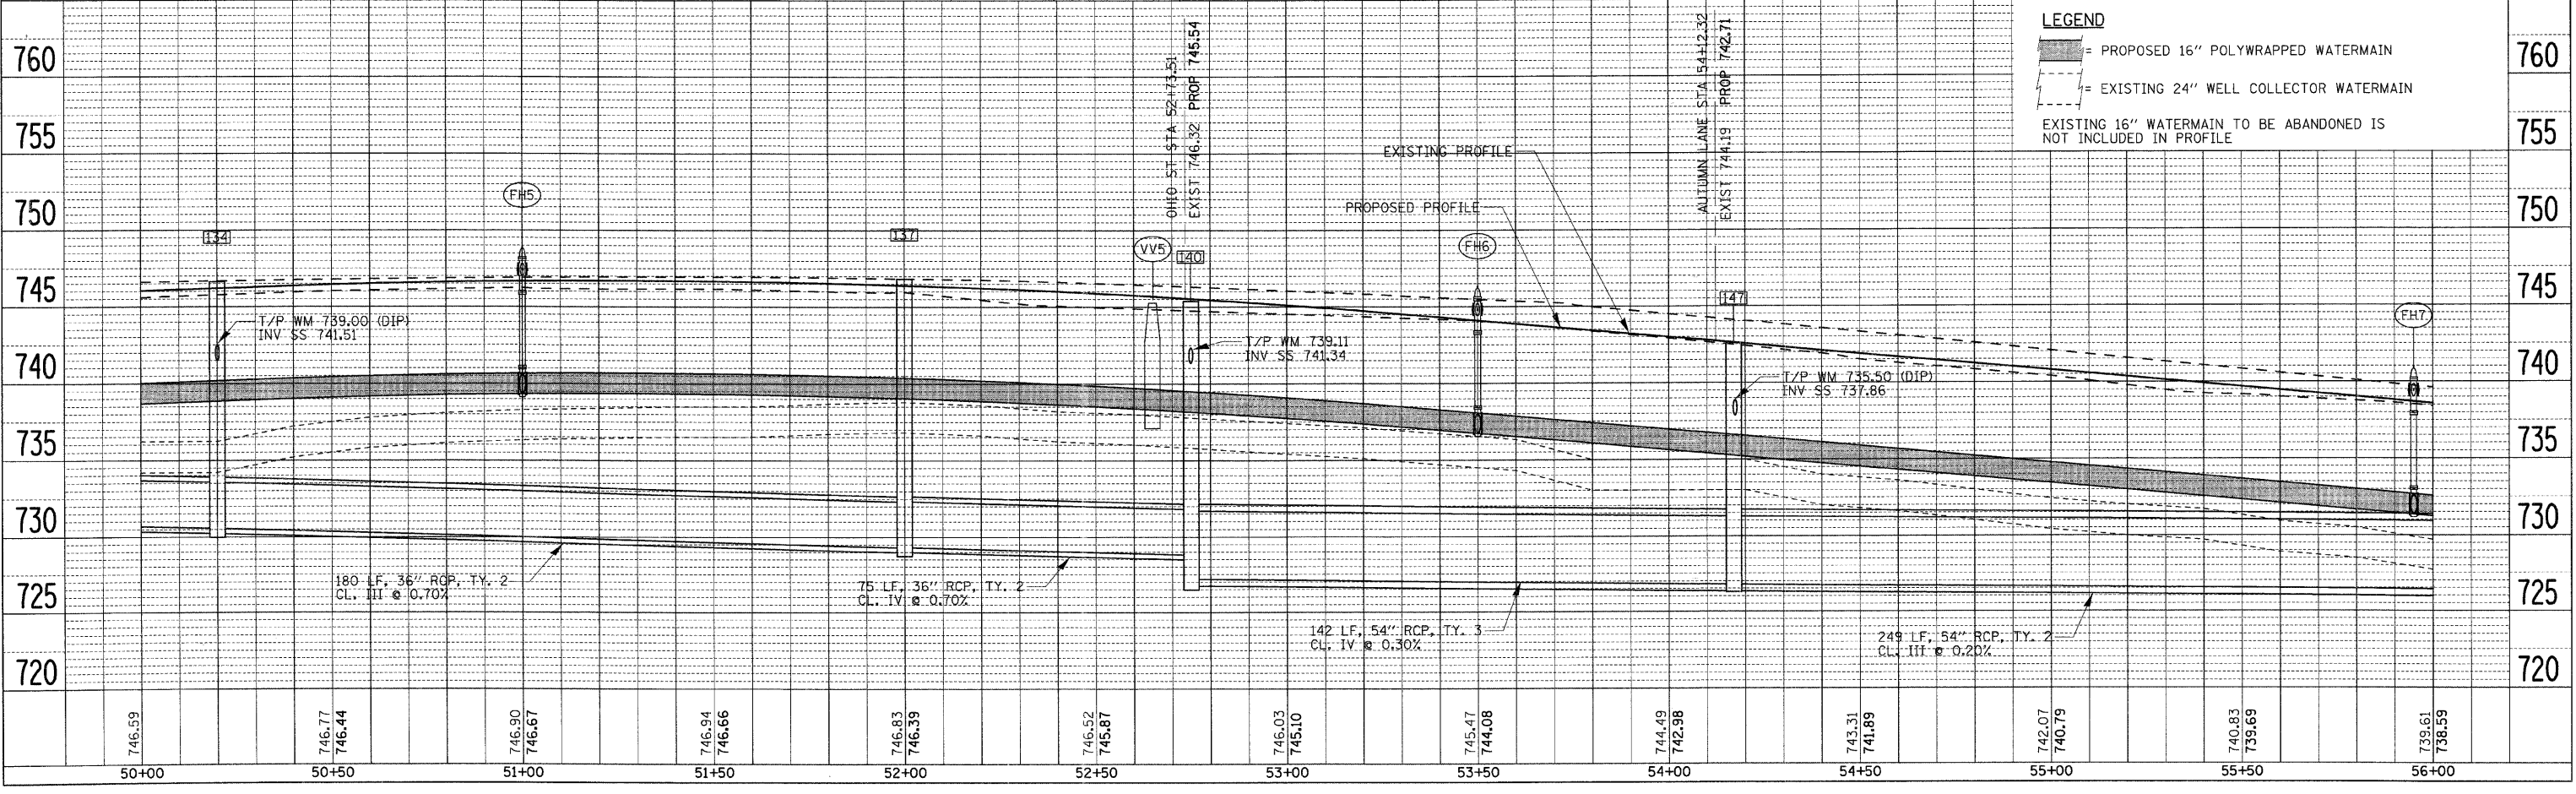 LEGEND
= PROPOSED 16" POLYWRAPPED WATERMAIN
= EXISTING 24" WELL COLLECTOR WATERMAIN
EXISTING 16" WATERMAIN TO BE ABANDONED IS
NOT INCLUDED IN PROFILE
760
755
750
745
740
735
730
725
720
760
755
750
745
740
735
730
725
720
OHIO ST STA 52+73.51
EXIST 746.32 PROP 745.54
AUTUMN LANE STA 54+12.32
EXIST 744.19 PROP 742.71
EXISTING PROFILE
PROPOSED PROFILE
134
FH5
137
VV5
140
FH6
147
FH7
T/P WM 739.00 (DIP)
INV SS 741.51
T/P WM 739.11
INV SS 741.34
T/P WM 735.50 (DIP)
INV SS 737.86
180 LF, 36" RCP, TY. 2
CL. III @ 0.70%
75 LF, 36" RCP, TY. 2
CL. IV @ 0.70%
142 LF, 54" RCP, TY. 3
CL. IV @ 0.30%
249 LF, 54" RCP, TY. 2
CL. III @ 0.20%
746.59
746.77
746.44
746.90
746.67
746.94
746.66
746.83
746.39
746.52
745.87
746.03
745.10
745.47
744.08
744.49
742.98
743.31
741.89
742.07
740.79
740.83
739.69
739.61
738.59
50+00
50+50
51+00
51+50
52+00
52+50
53+00
53+50
54+00
54+50
55+00
55+50
56+00